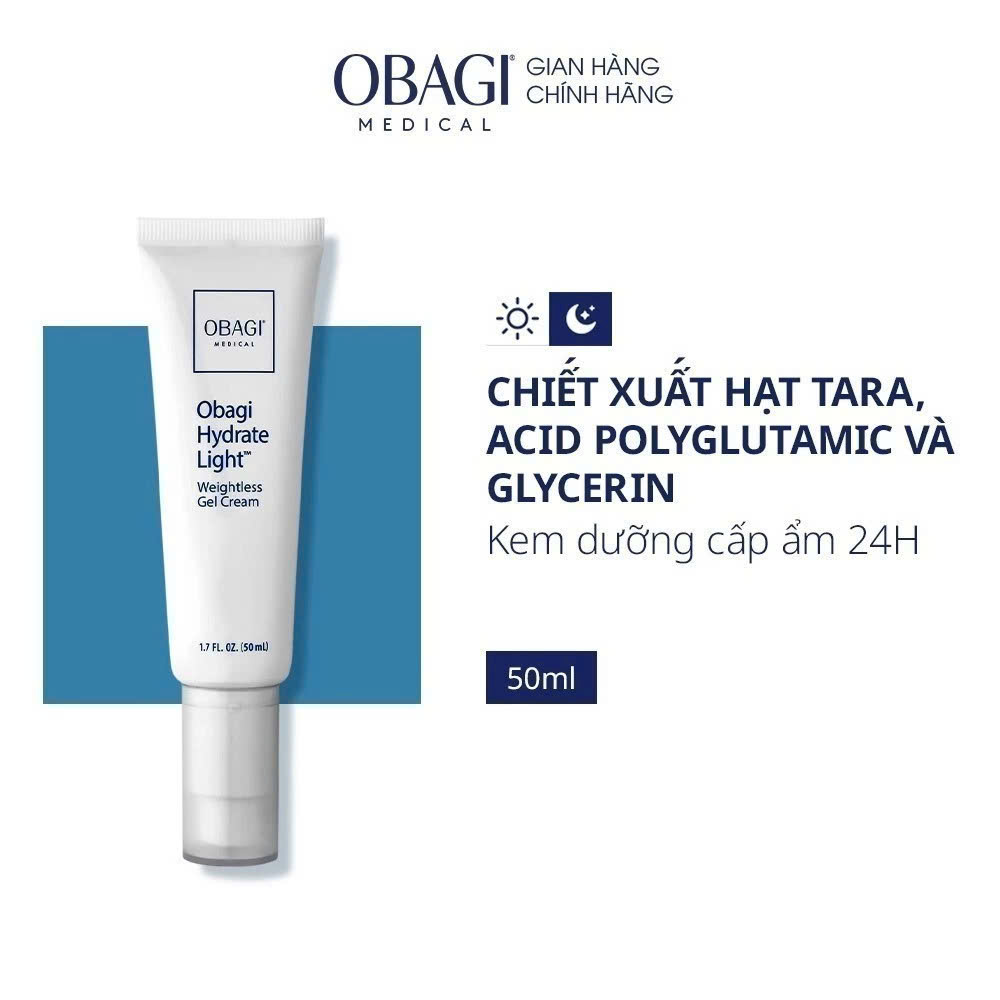 OBAGI®
MEDICAL
GIAN HÀNG
CHÍNH HÃNG
OBAGI®
MEDICAL
Obagi
Hydrate
Light™
Weightless
Gel Cream
1.7 FL. OZ. (50 mL)
CHIẾT XUẤT HẠT TARA,
ACID POLYGLUTAMIC VÀ
GLYCERIN
Kem dưỡng cấp ẩm 24H
50ml